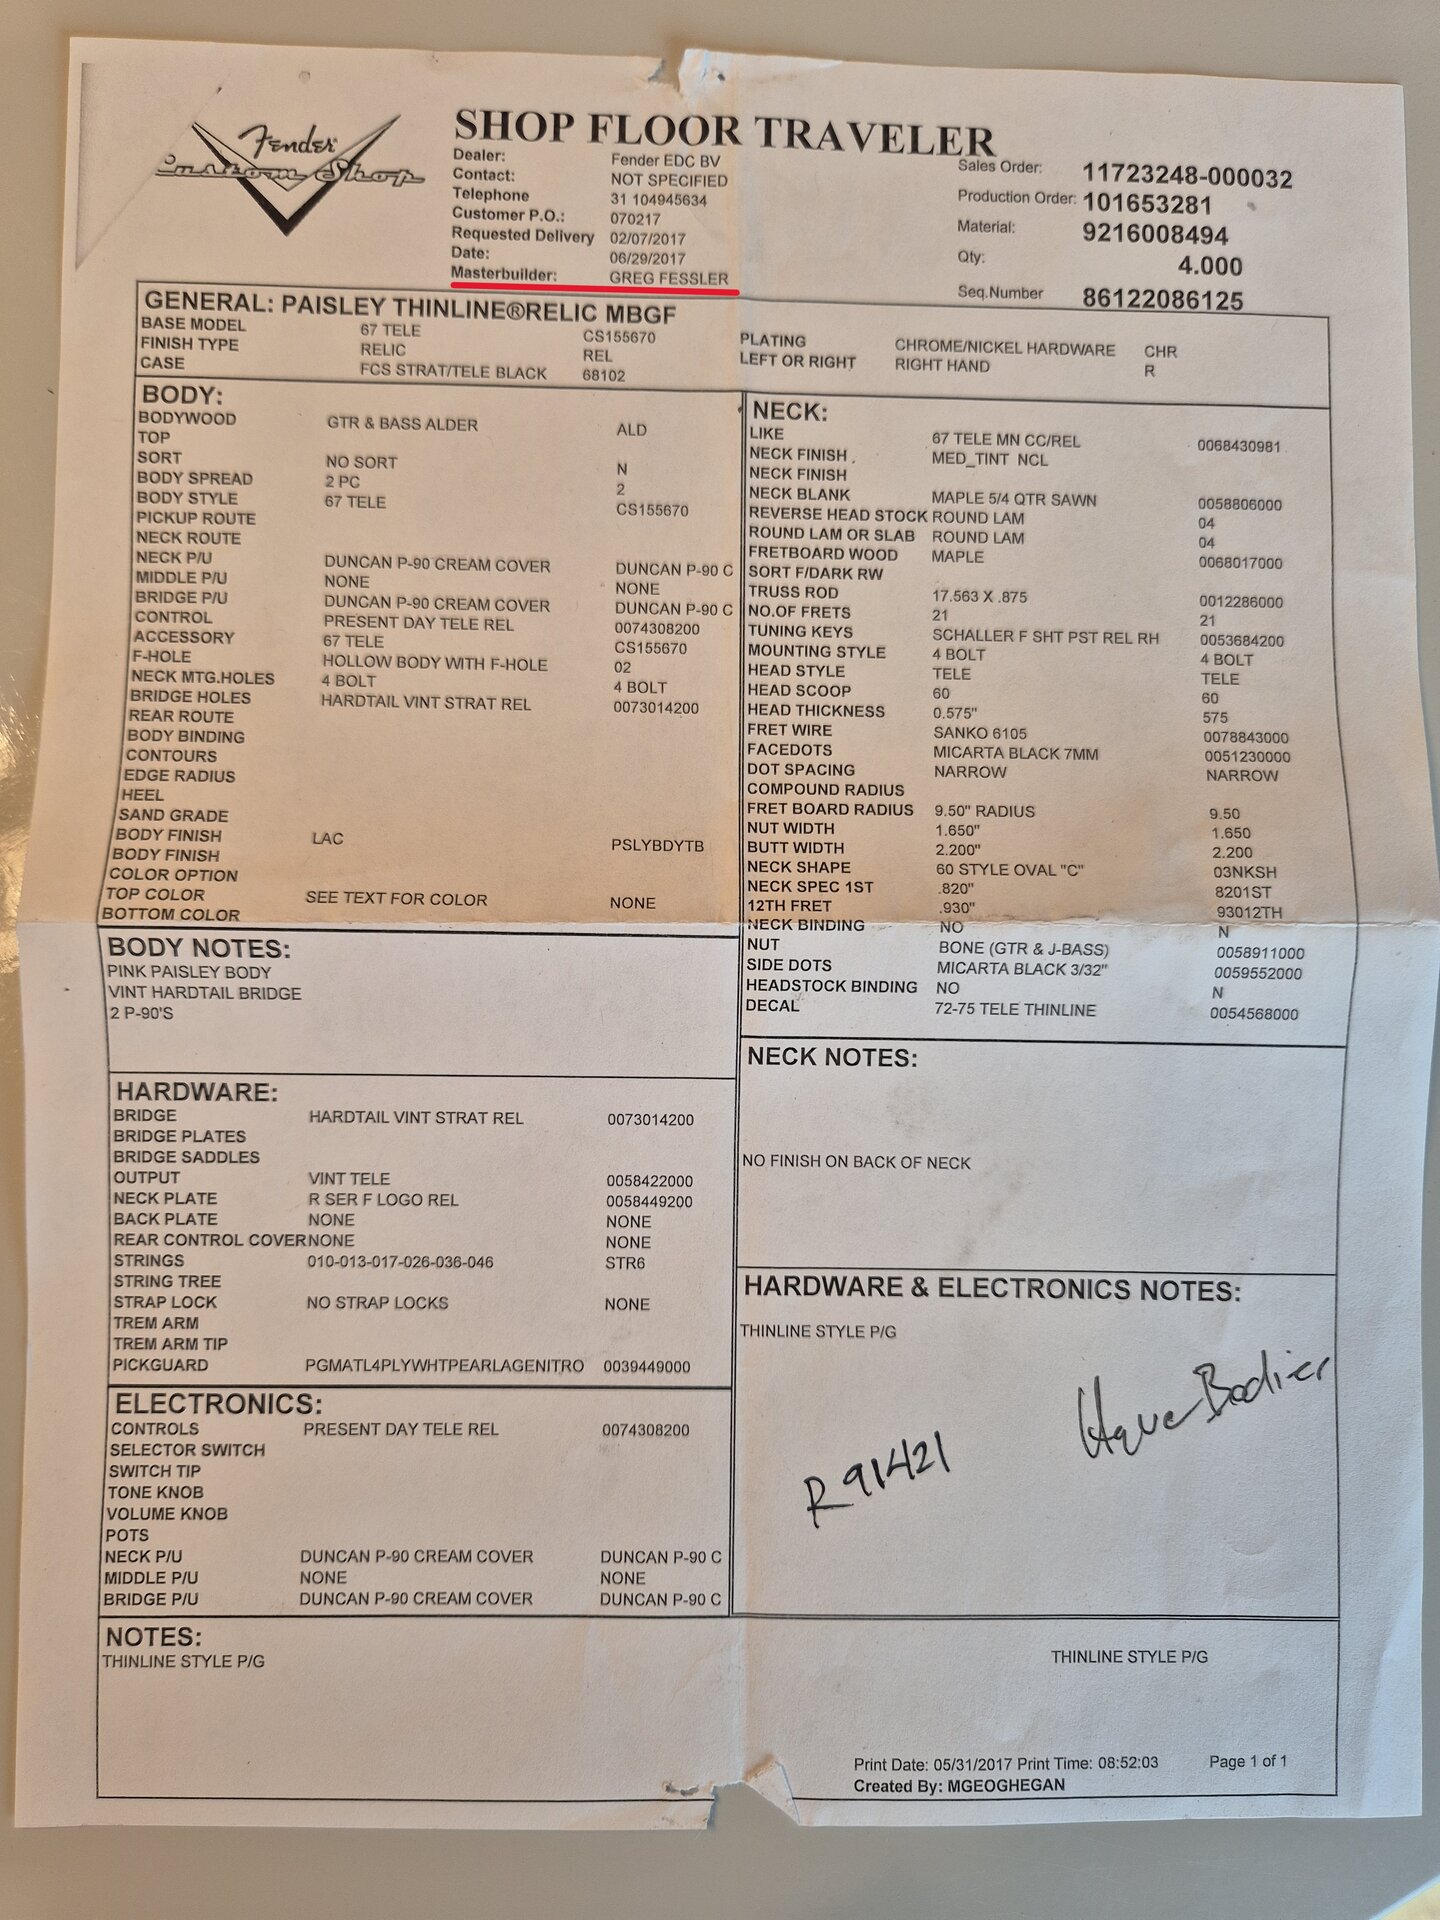 Fender
Custom Shop
SHOP FLOOR TRAVELER
Dealer: Fender EDC BV
Contact: NOT SPECIFIED
Telephone 31 104945634
Customer P.O.: 070217
Requested Delivery 02/07/2017
Date: 06/29/2017
Masterbuilder: GREG FESSLER
Sales Order: 11723248-000032
Production Order: 101653281
Material: 9216008494
Qty: 4.000
Seq.Number 86122086125
GENERAL: PAISLEY THINLINE®RELIC MBGF
BASE MODEL 67 TELE CS155670
FINISH TYPE RELIC REL
CASE FCS STRAT/TELE BLACK 68102
PLATING CHROME/NICKEL HARDWARE CHR
LEFT OR RIGHT RIGHT HAND R
BODY:
BODYWOOD GTR & BASS ALDER ALD
TOP
SORT NO SORT N
BODY SPREAD 2 PC 2
BODY STYLE 67 TELE CS155670
PICKUP ROUTE
NECK ROUTE
NECK P/U DUNCAN P-90 CREAM COVER DUNCAN P-90 C
MIDDLE P/U NONE NONE
BRIDGE P/U DUNCAN P-90 CREAM COVER DUNCAN P-90 C
CONTROL PRESENT DAY TELE REL 0074308200
ACCESSORY 67 TELE CS155670
F-HOLE HOLLOW BODY WITH F-HOLE 02
NECK MTG.HOLES 4 BOLT 4 BOLT
BRIDGE HOLES HARDTAIL VINT STRAT REL 0073014200
REAR ROUTE
BODY BINDING
CONTOURS
EDGE RADIUS
HEEL
SAND GRADE
BODY FINISH LAC PSLYBDYTB
BODY FINISH
COLOR OPTION
TOP COLOR SEE TEXT FOR COLOR NONE
BOTTOM COLOR
BODY NOTES:
PINK PAISLEY BODY
VINT HARDTAIL BRIDGE
2 P-90'S
HARDWARE:
BRIDGE HARDTAIL VINT STRAT REL 0073014200
BRIDGE PLATES
BRIDGE SADDLES
OUTPUT VINT TELE 0058422000
NECK PLATE R SER F LOGO REL 0058449200
BACK PLATE NONE NONE
REAR CONTROL COVER NONE NONE
STRINGS 010-013-017-026-036-046 STR6
STRING TREE
STRAP LOCK NO STRAP LOCKS NONE
TREM ARM
TREM ARM TIP
PICKGUARD PGMATL4PLYWHTPEARLAGENITRO 0039449000
ELECTRONICS:
CONTROLS PRESENT DAY TELE REL 0074308200
SELECTOR SWITCH
SWITCH TIP
TONE KNOB
VOLUME KNOB
POTS
NECK P/U DUNCAN P-90 CREAM COVER DUNCAN P-90 C
MIDDLE P/U NONE NONE
BRIDGE P/U DUNCAN P-90 CREAM COVER DUNCAN P-90 C
NECK:
LIKE 67 TELE MN CC/REL 0068430981
NECK FINISH MED_TINT NCL
NECK FINISH
NECK BLANK MAPLE 5/4 QTR SAWN 0058806000
REVERSE HEAD STOCK ROUND LAM 04
ROUND LAM OR SLAB ROUND LAM 04
FRETBOARD WOOD MAPLE 0068017000
SORT F/DARK RW
TRUSS ROD 17.563 X .875 0012286000
NO.OF FRETS 21 21
TUNING KEYS SCHALLER F SHT PST REL RH 0053684200
MOUNTING STYLE 4 BOLT 4 BOLT
HEAD STYLE TELE TELE
HEAD SCOOP 60 60
HEAD THICKNESS 0.575" 575
FRET WIRE SANKO 6105 0078843000
FACEDOTS MICARTA BLACK 7MM 0051230000
DOT SPACING NARROW NARROW
COMPOUND RADIUS
FRET BOARD RADIUS 9.50" RADIUS 9.50
NUT WIDTH 1.650" 1.650
BUTT WIDTH 2.200" 2.200
NECK SHAPE 60 STYLE OVAL "C" 03NKSH
NECK SPEC 1ST .820" 8201ST
12TH FRET .930" 93012TH
NECK BINDING NO N
NUT BONE (GTR & J-BASS) 0058911000
SIDE DOTS MICARTA BLACK 3/32" 0059552000
HEADSTOCK BINDING NO N
DECAL 72-75 TELE THINLINE 0054568000
NECK NOTES:
NO FINISH ON BACK OF NECK
HARDWARE & ELECTRONICS NOTES:
THINLINE STYLE P/G
R 91421
NOTES:
THINLINE STYLE P/G THINLINE STYLE P/G
Print Date: 05/31/2017 Print Time: 08:52:03 Page 1 of 1
Created By: MGEOGHEGAN